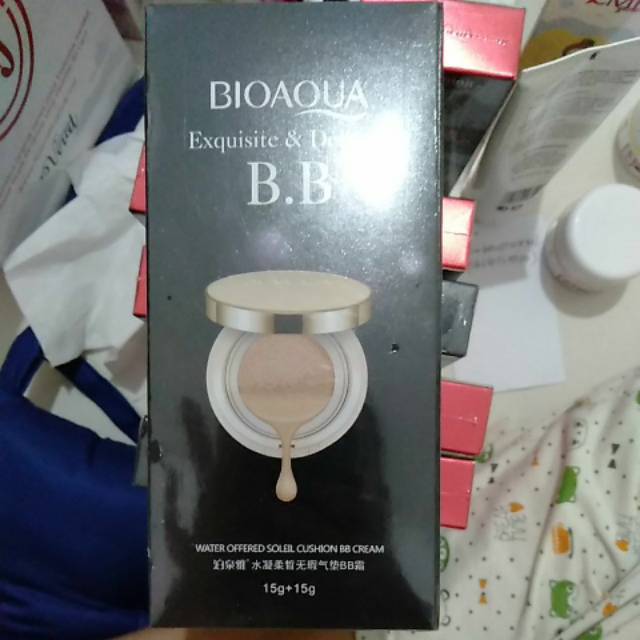 BIOAQUA
Exquisite &
B.B
WATER OFFERED SOLEIL CUSHION BB CREAM
泊泉雅® 水凝柔皙无瑕气垫BB霜
15g+15g